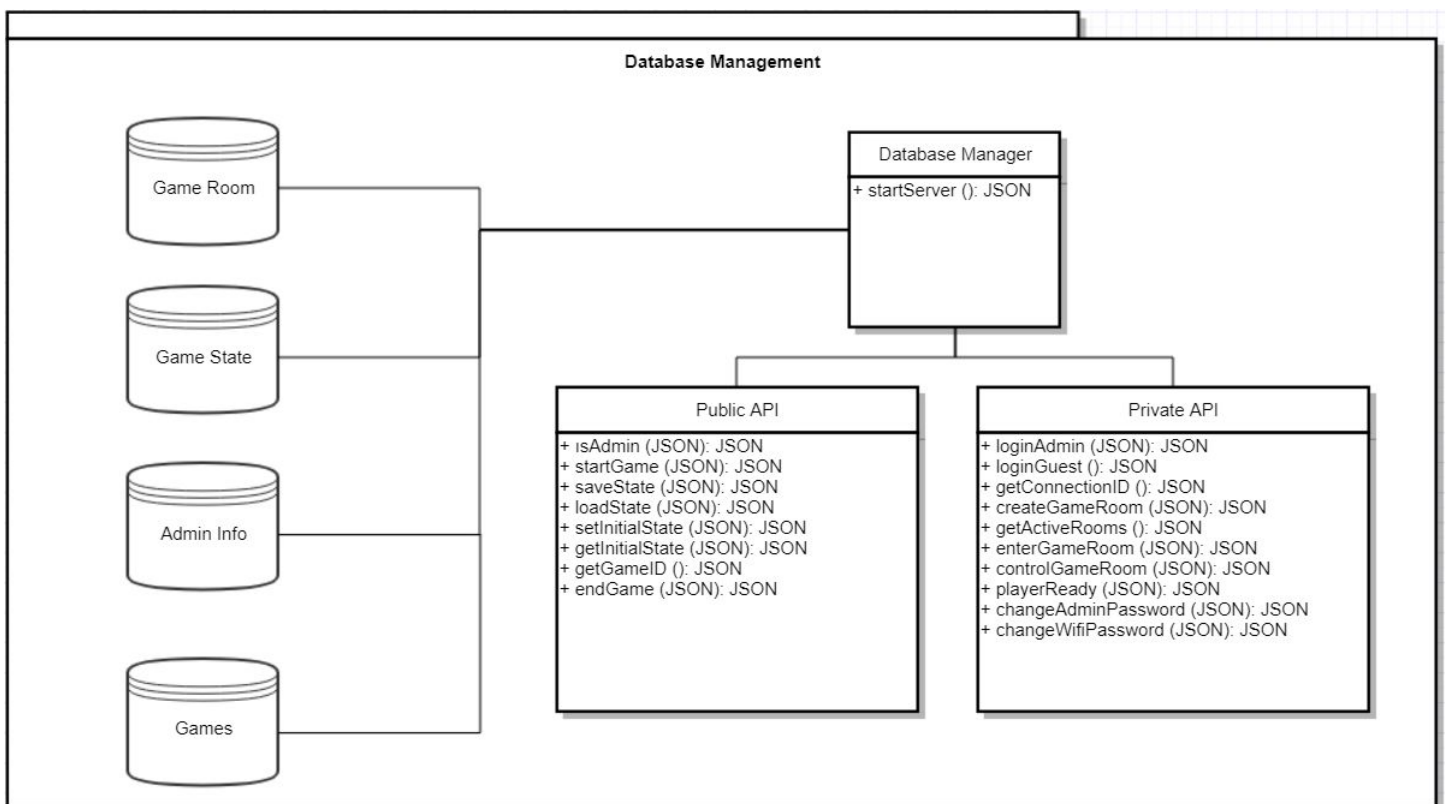 Database Management
Game Room
Game State
Admin Info
Games
Database Manager
+ startServer (): JSON
Public API
+ isAdmin (JSON): JSON
+ startGame (JSON): JSON
+ saveState (JSON): JSON
+ loadState (JSON): JSON
+ setInitialState (JSON): JSON
+ getInitialState (JSON): JSON
+ getGameID (): JSON
+ endGame (JSON): JSON
Private API
+ loginAdmin (JSON): JSON
+ loginGuest (): JSON
+ getConnectionID (): JSON
+ createGameRoom (JSON): JSON
+ getActiveRooms (): JSON
+ enterGameRoom (JSON): JSON
+ controlGameRoom (JSON): JSON
+ playerReady (JSON): JSON
+ changeAdminPassword (JSON): JSON
+ changeWifiPassword (JSON): JSON